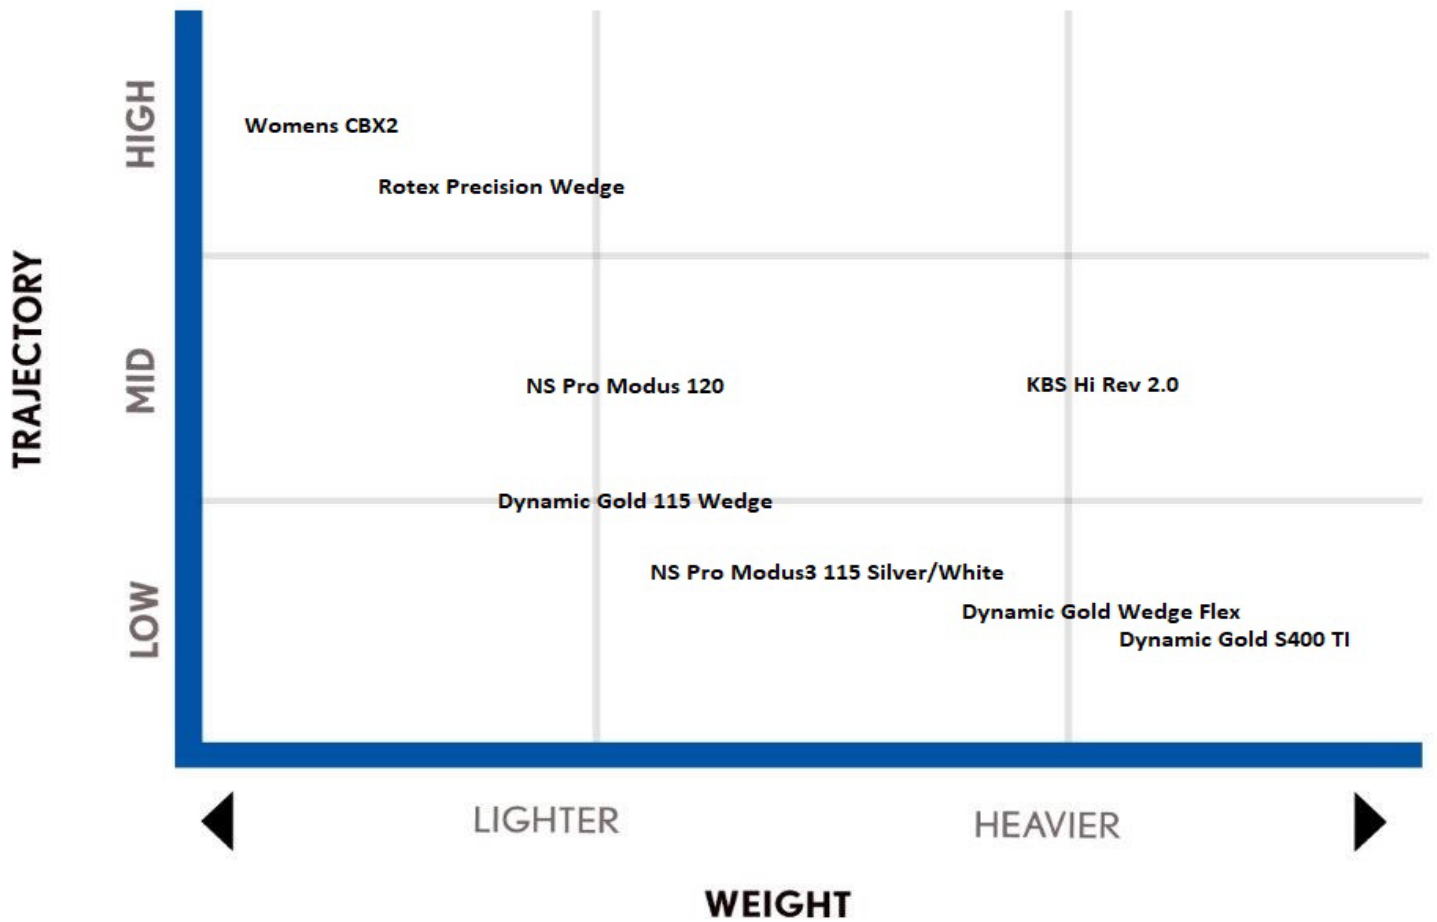 HIGH
Womens CBX2
Rotex Precision Wedge
TRAJECTORY
MID
NS Pro Modus 120
KBS Hi Rev 2.0
Dynamic Gold 115 Wedge
NS Pro Modus3 115 Silver/White
LOW
Dynamic Gold Wedge Flex
Dynamic Gold S400 TI
LIGHTER
HEAVIER
WEIGHT